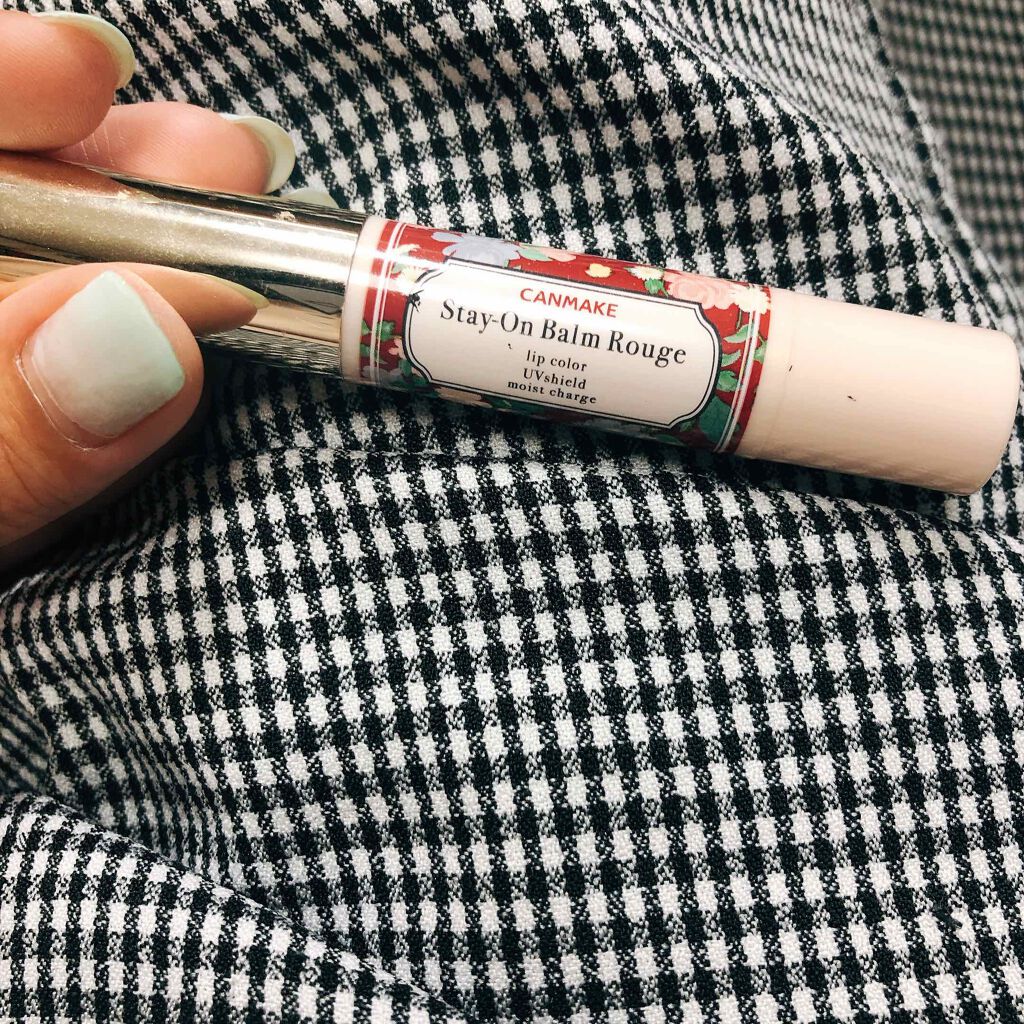 CANMAKE
Stay-On Balm Rouge
lip color
UVshield
moist charge